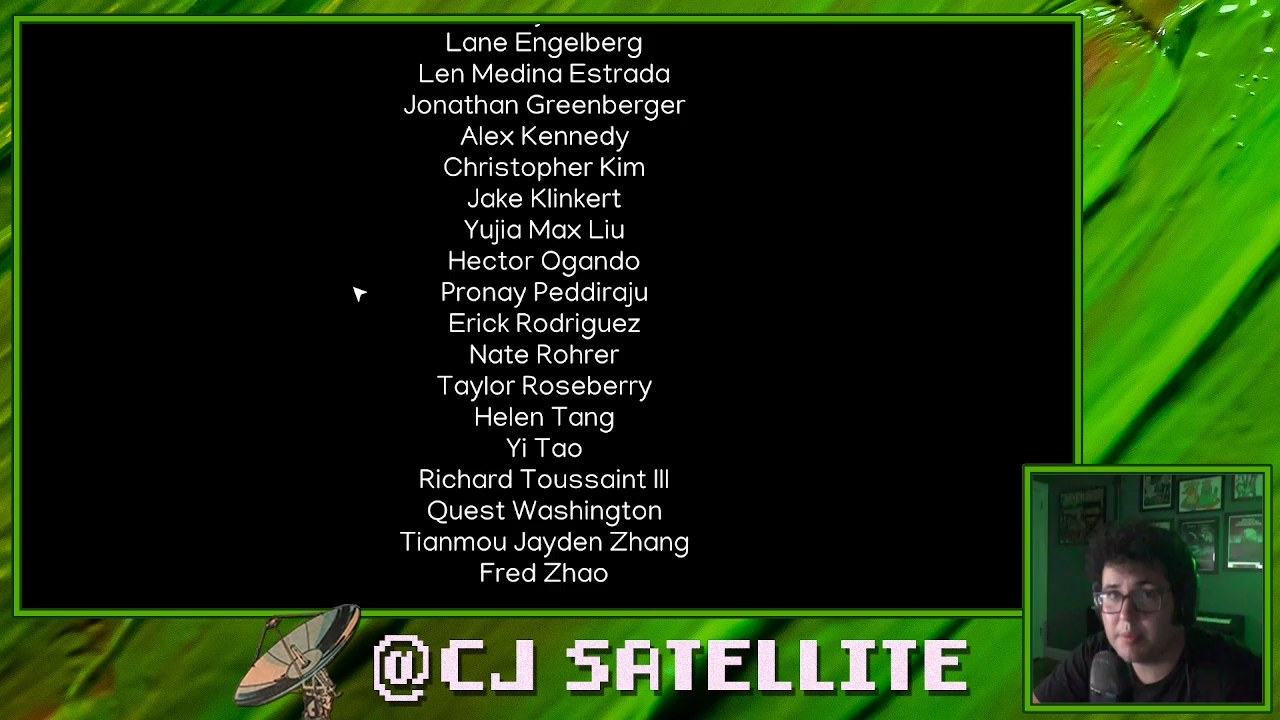 Lane Engelberg
Len Medina Estrada
Jonathan Greenberger
Alex Kennedy
Christopher Kim
Jake Klinkert
Yujia Max Liu
Hector Ogando
Pronay Peddiraju
Erick Rodriguez
Nate Rohrer
Taylor Roseberry
Helen Tang
Yi Tao
Richard Toussaint III
Quest Washington
Tianmou Jayden Zhang
Fred Zhao
@CJ SATELLITE